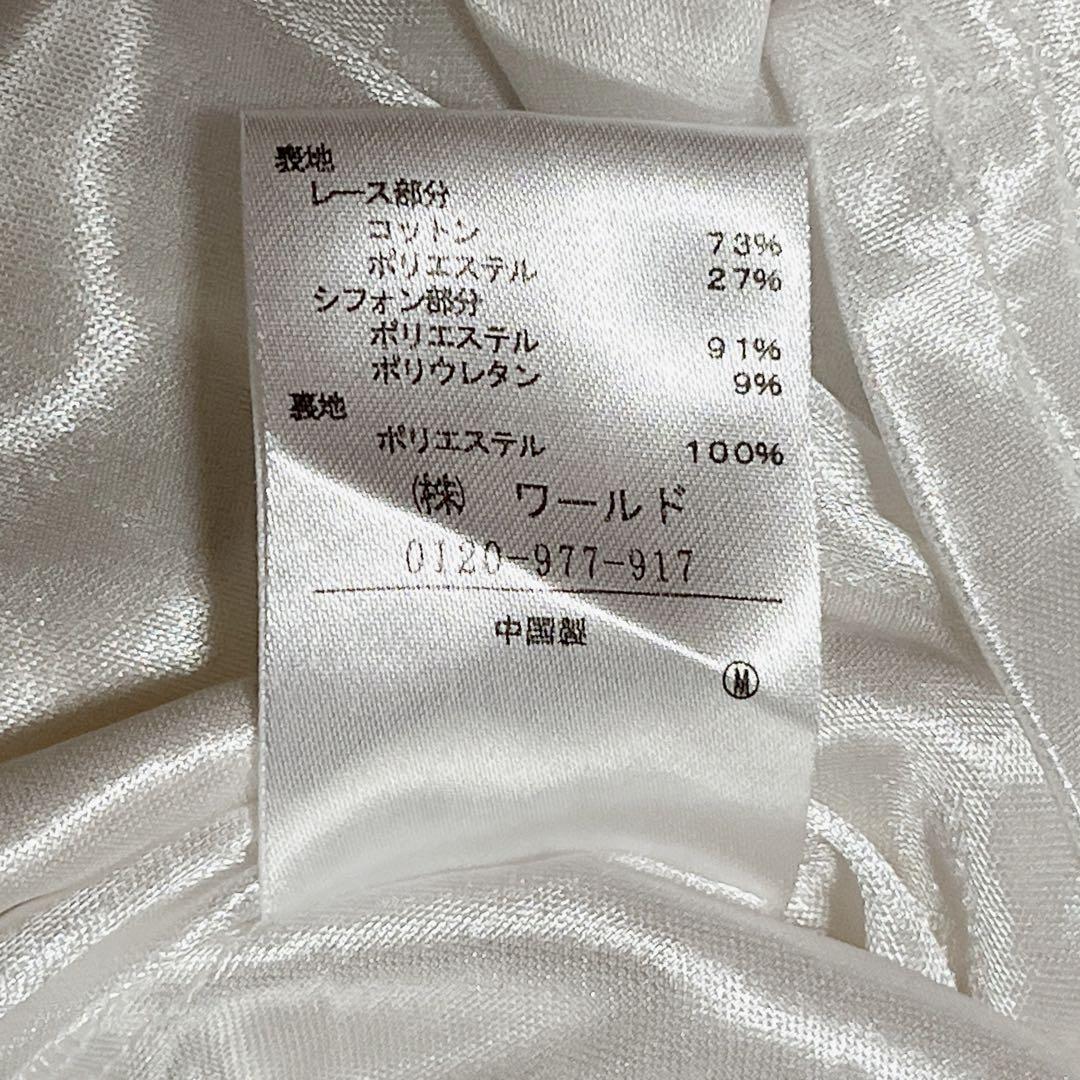 表地
レース部分
コットン 73%
ポリエステル 27%
シフォン部分
ポリエステル 91%
ポリウレタン 9%
裏地
ポリエステル 100%
㈱ ワールド
0120-977-917
中国製
Ⓜ